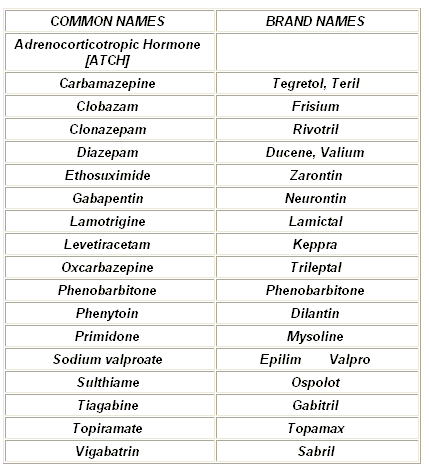 COMMON NAMES BRAND NAMES
Adrenocorticotropic Hormone
[ATCH]
Carbamazepine Tegretol, Teril
Clobazam Frisium
Clonazepam Rivotril
Diazepam Ducene, Valium
Ethosuximide Zarontin
Gabapentin Neurontin
Lamotrigine Lamictal
Levetiracetam Keppra
Oxcarbazepine Trileptal
Phenobarbitone Phenobarbitone
Phenytoin Dilantin
Primidone Mysoline
Sodium valproate Epilim Valpro
Sulthiame Ospolot
Tiagabine Gabitril
Topiramate Topamax
Vigabatrin Sabril